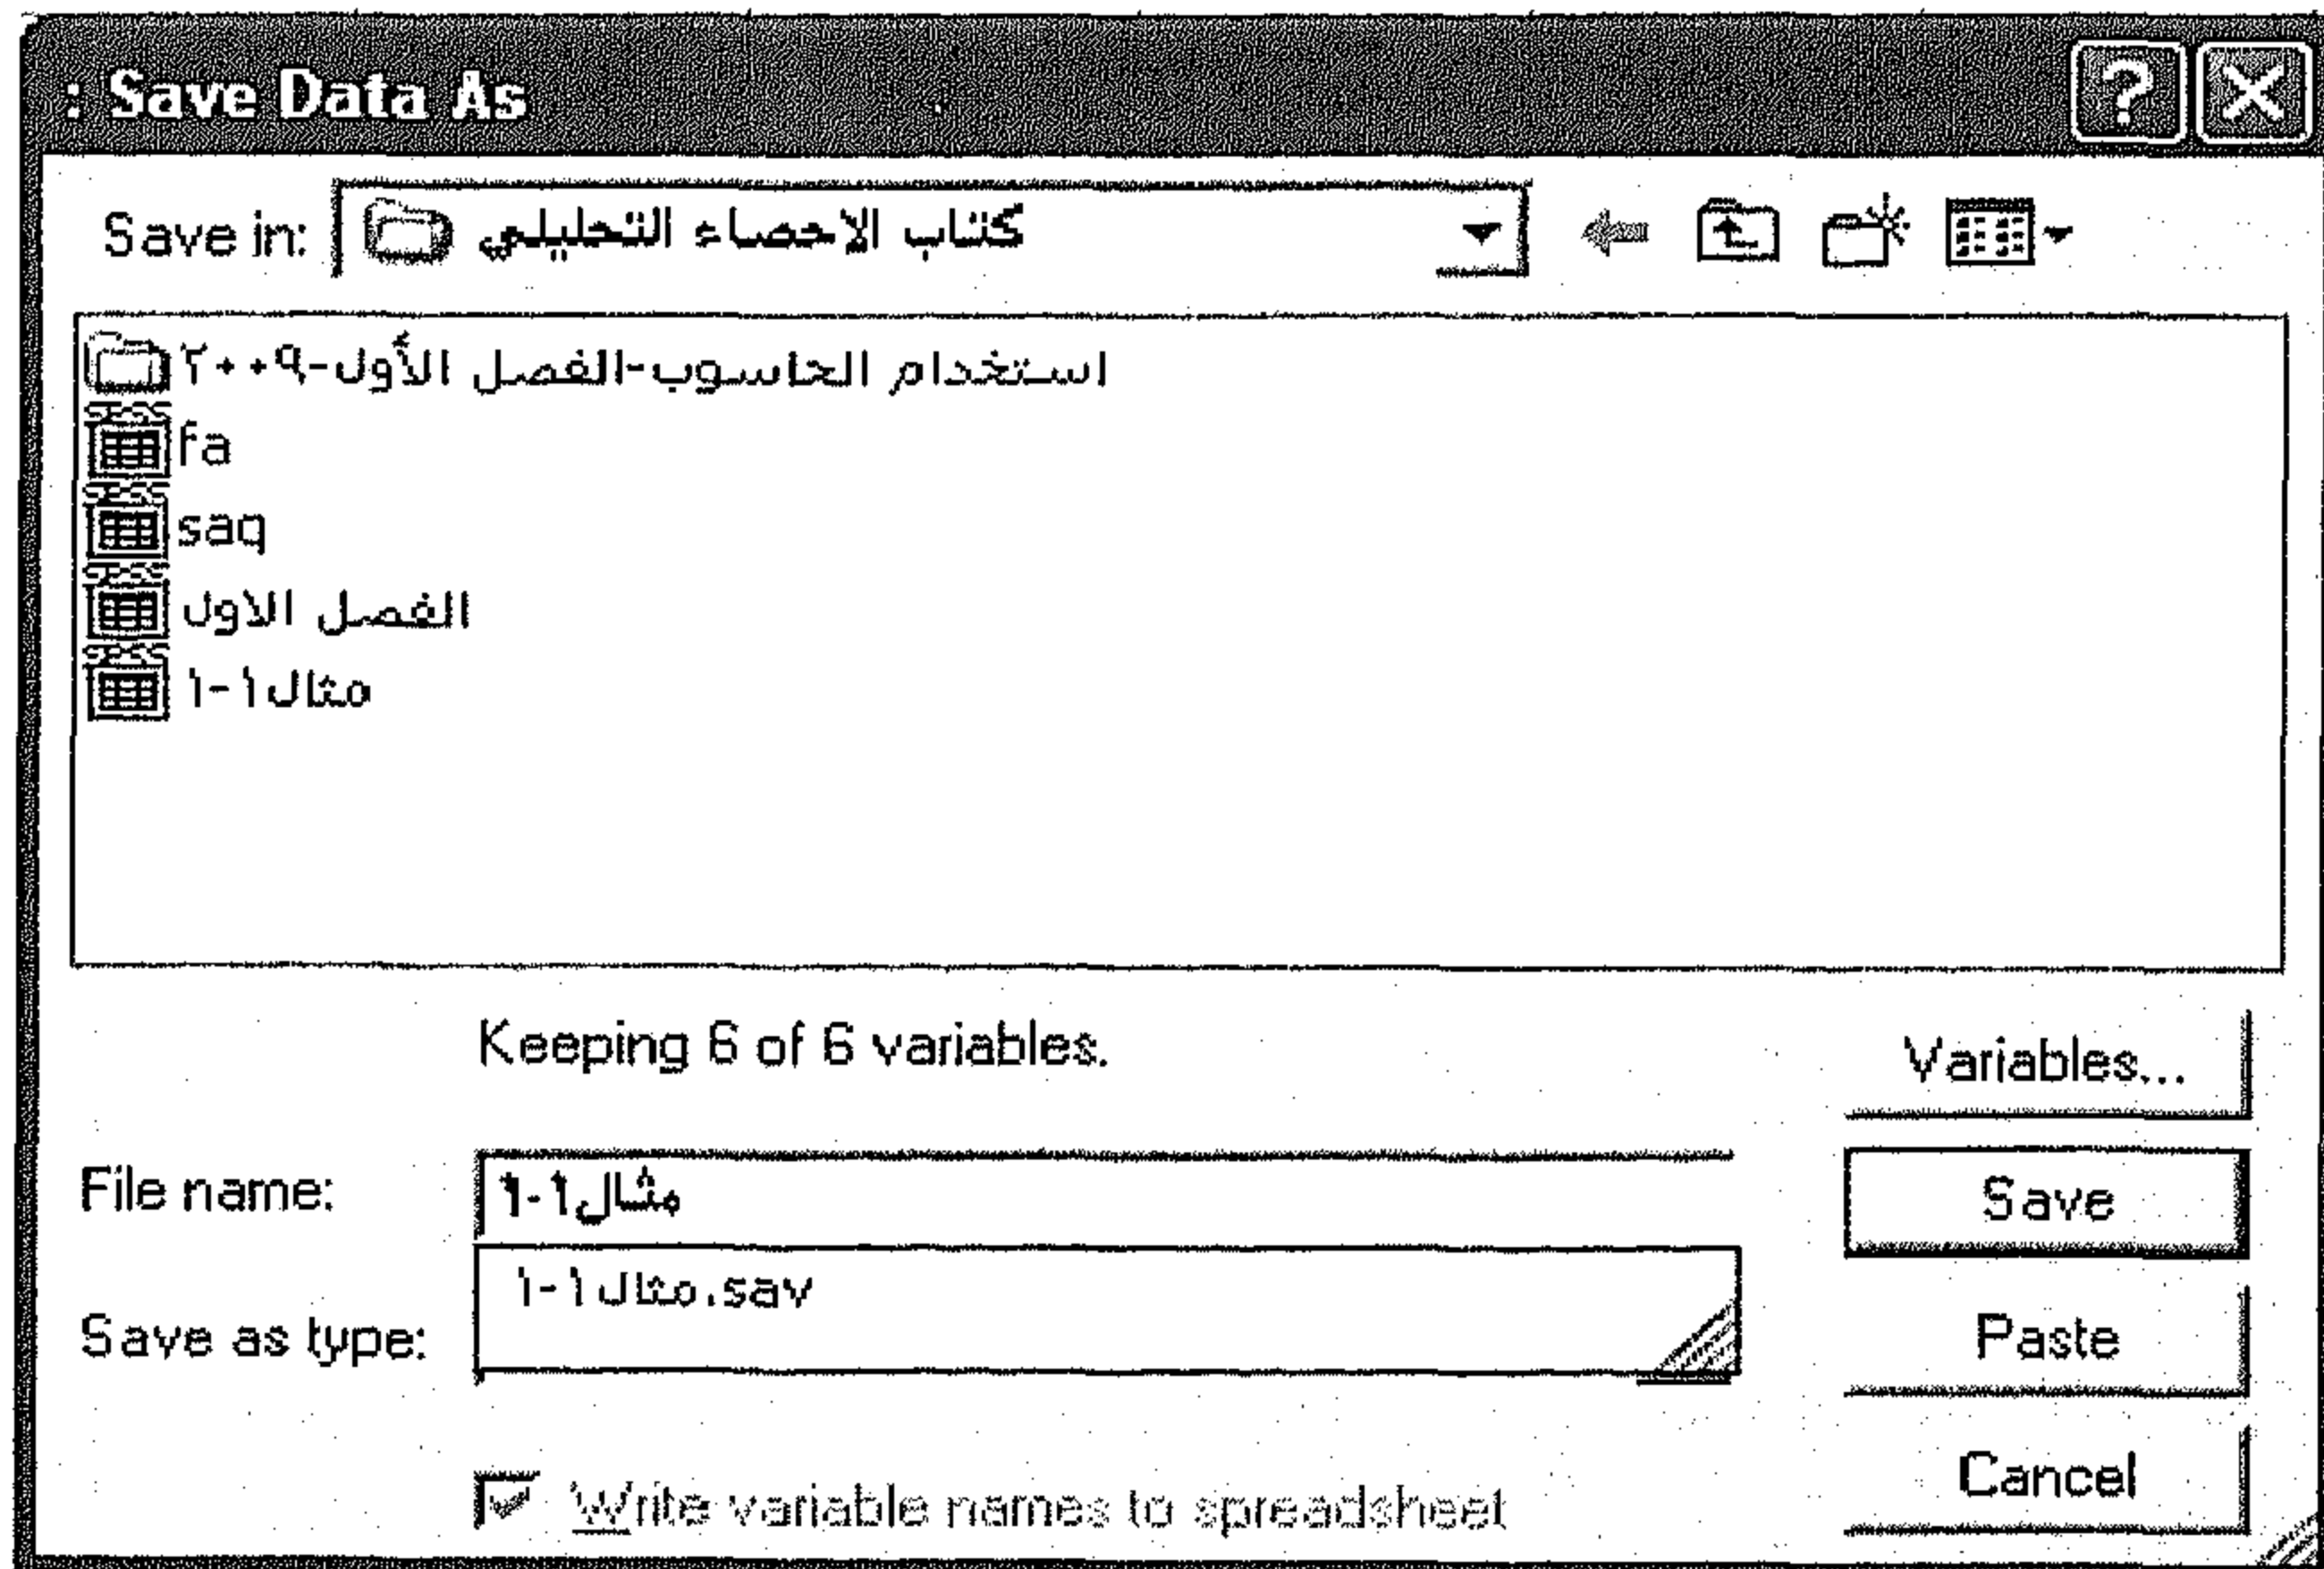 : Save Data As
Save in: كتاب الاحصاء التحليلي
استخدام الحاسوب-الفصل الأول-٢٠٠٩
fa
saq
الفصل الاول
مثال١-١
Keeping 6 of 6 variables.
Variables...
File name: مثال١-١
Save
مثال١-١.sav
Save as type:
Paste
Write variable names to spreadsheet
Cancel